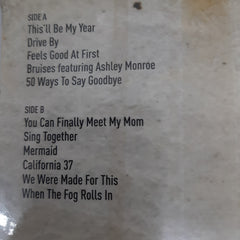 SIDE A
This'll Be My Year
Drive By
Feels Good At First
Bruises featuring Ashley Monroe
50 Ways To Say Goodbye
SIDE B
You Can Finally Meet My Mom
Sing Together
Mermaid
California 37
We Were Made For This
When The Fog Rolls In